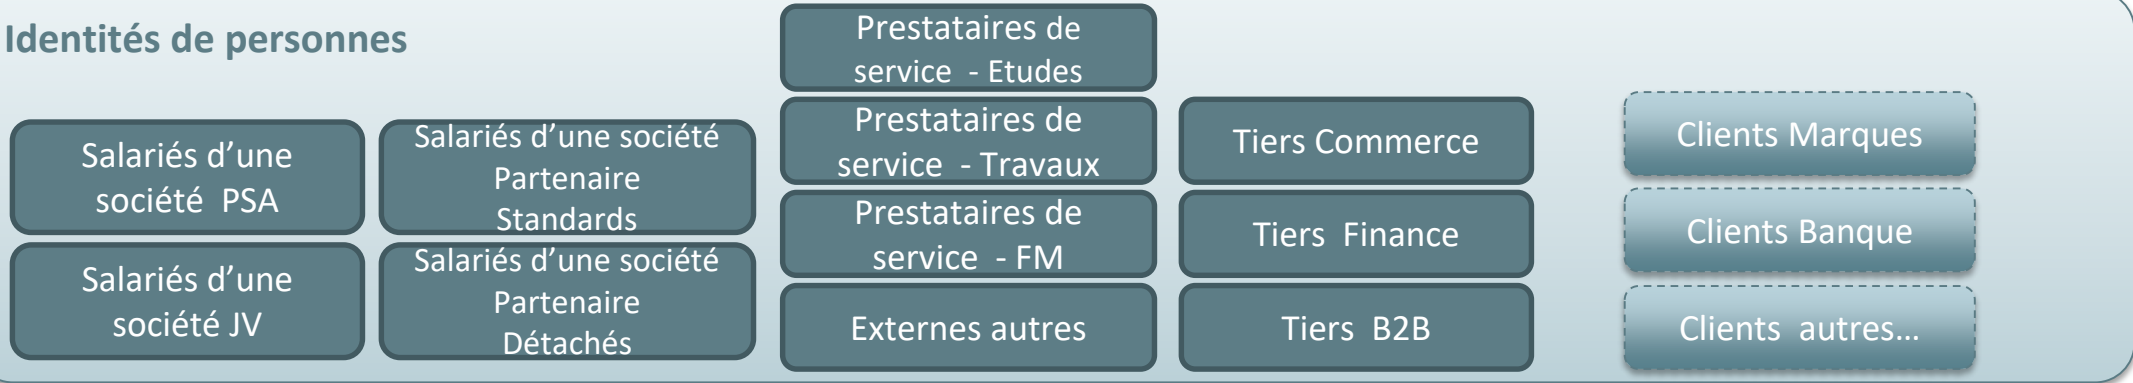 Identités de personnes
Salariés d’une
société  PSA
Salariés d’une
société JV
Salariés d’une société
Partenaire
Standards
Salariés d’une société
Partenaire
Détachés
Prestataires de
service  - Etudes
Prestataires de
service  - Travaux
Prestataires de
service  - FM
Externes autres
Tiers Commerce
Tiers  Finance
Tiers  B2B
Clients Marques
Clients Banque
Clients  autres…